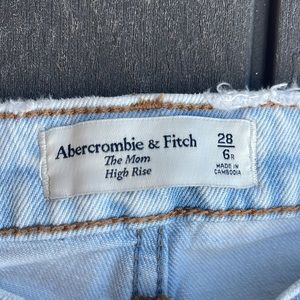 Abercrombie & Fitch
The Mom
High Rise
28
6R
MADE IN
CAMBODIA